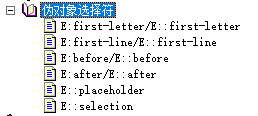 伪对象选择符
E:first-letter/E::first-letter
E:first-line/E::first-line
E:before/E::before
E:after/E::after
E::placeholder
E::selection